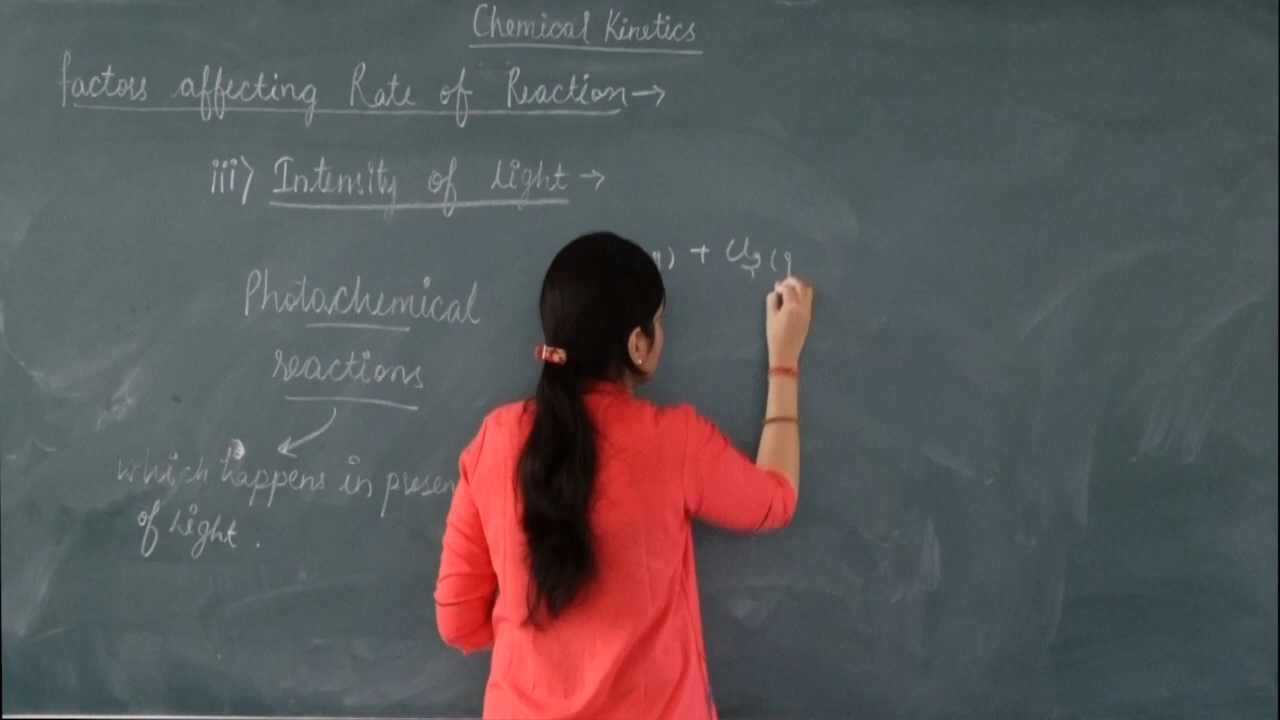 Chemical Kinetics
factors affecting Rate of Reaction →
iii) Intensity of Light →
+ Cl2 (g
Photochemical
reactions
which happens in presen
of Light.